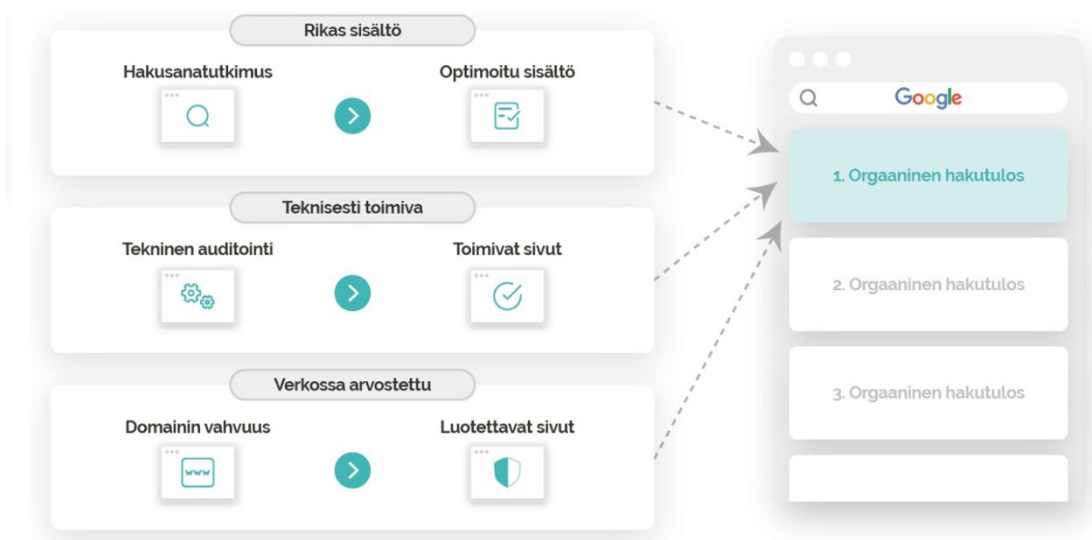 Rikas sisältö
Hakusanatutkimus
Optimoitu sisältö
Teknisesti toimiva
Tekninen auditointi
Toimivat sivut
Verkossa arvostettu
Domainin vahvuus
www
Luotettavat sivut
Google
1. Orgaaninen hakutulos
2. Orgaaninen hakutulos
3. Orgaaninen hakutulos